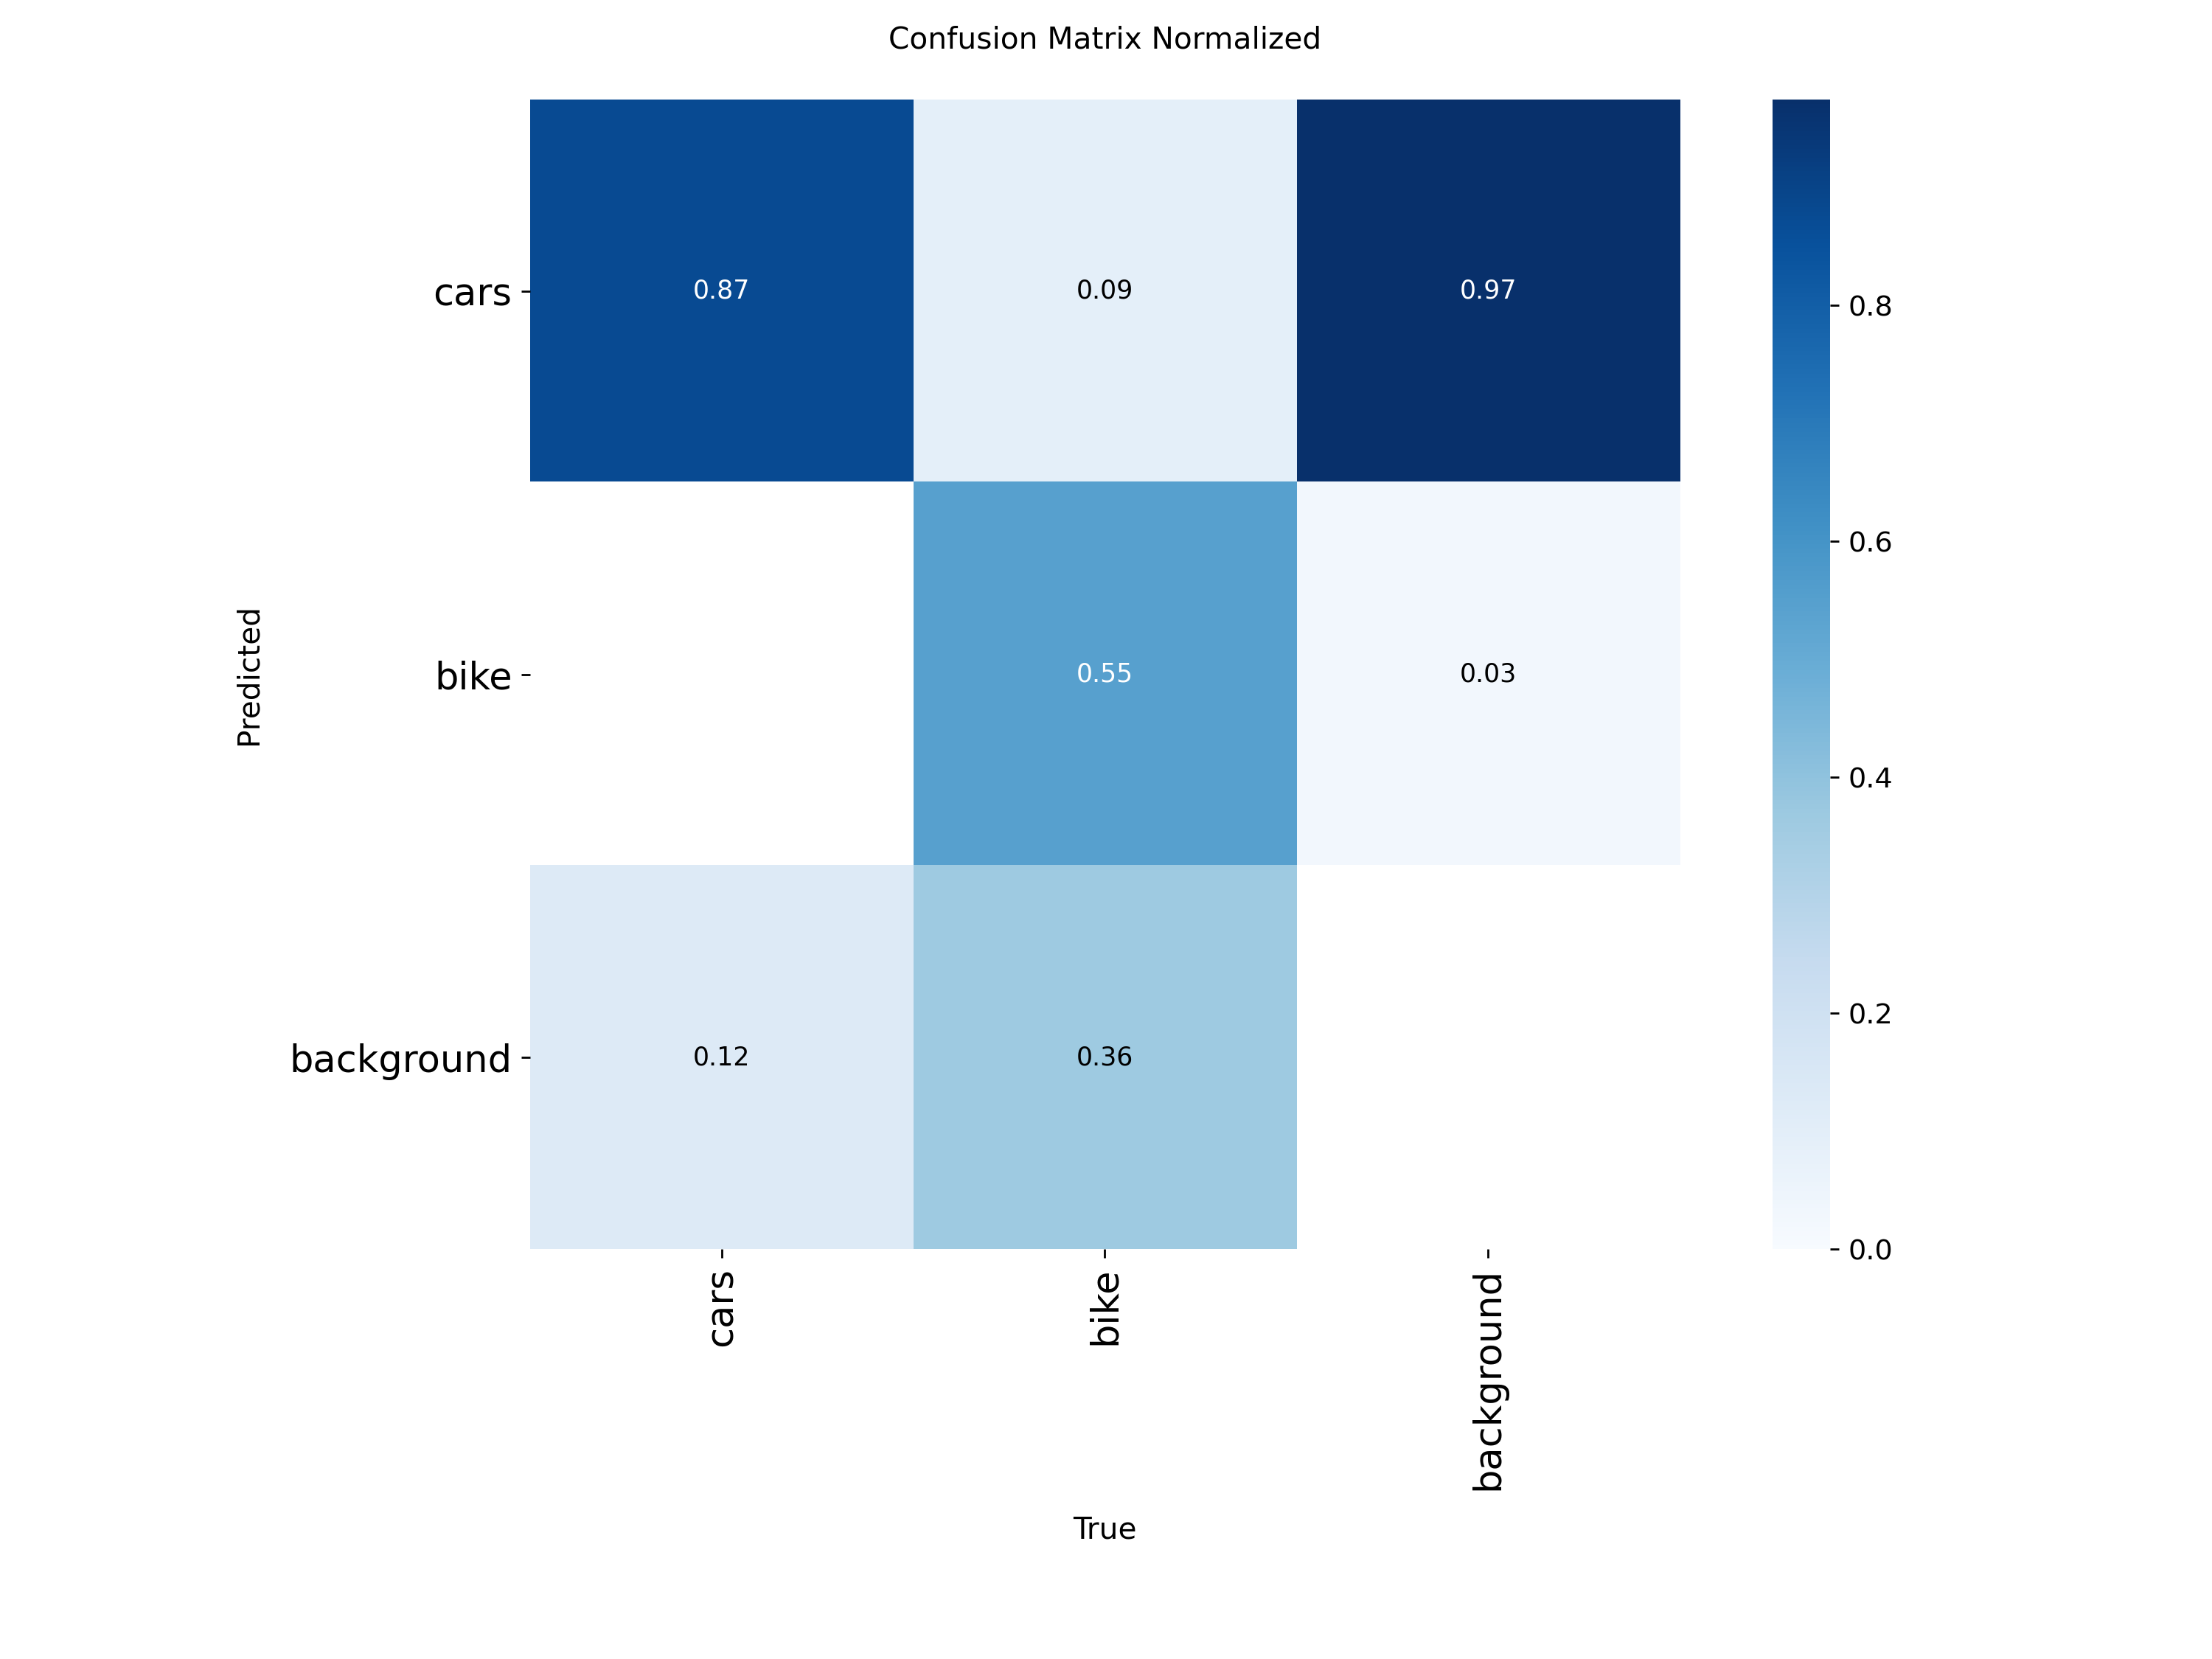 Confusion Matrix Normalized
cars
0.87
0.09
0.97
0.8
0.6
Predicted
bike
0.55
0.03
0.4
background
0.12
0.36
0.2
0.0
cars
bike
background
True